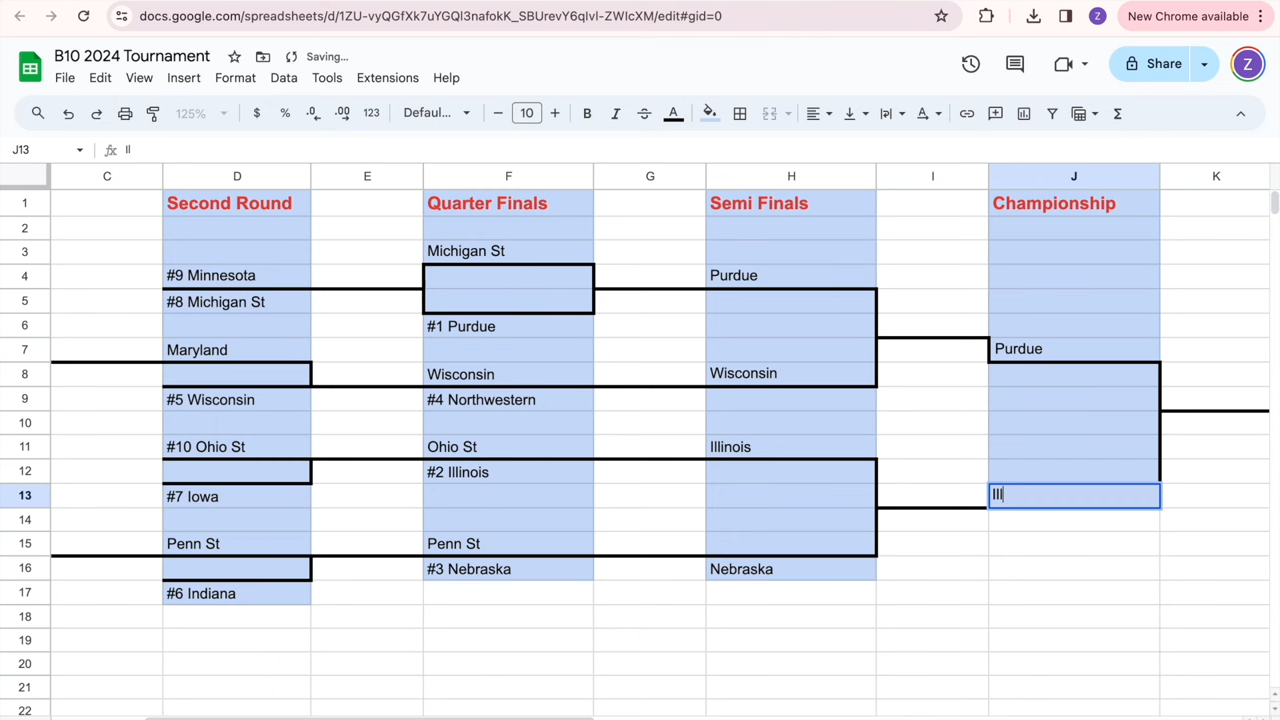 docs.google.com/spreadsheets/d/1ZU-vyQGfXk7uYGQl3nafokK_SBUrevY6qIvI-ZWIcXM/edit#gid=0
New Chrome available
B10 2024 Tournament
Saving...
File Edit View Insert Format Data Tools Extensions Help
Share
Z
125%
$ % .0 .00 123
Defaul...
10
B I A
J13
fx Ill
C D E F G H I J K
1 Second Round Quarter Finals Semi Finals Championship
2
3 Michigan St
4 #9 Minnesota Purdue
5 #8 Michigan St
6 #1 Purdue
7 Maryland Purdue
8 Wisconsin Wisconsin
9 #5 Wisconsin #4 Northwestern
10
11 #10 Ohio St Ohio St Illinois
12 #2 Illinois
13 #7 Iowa Ill
14
15 Penn St Penn St
16 #3 Nebraska Nebraska
17 #6 Indiana
18
19
20
21
22